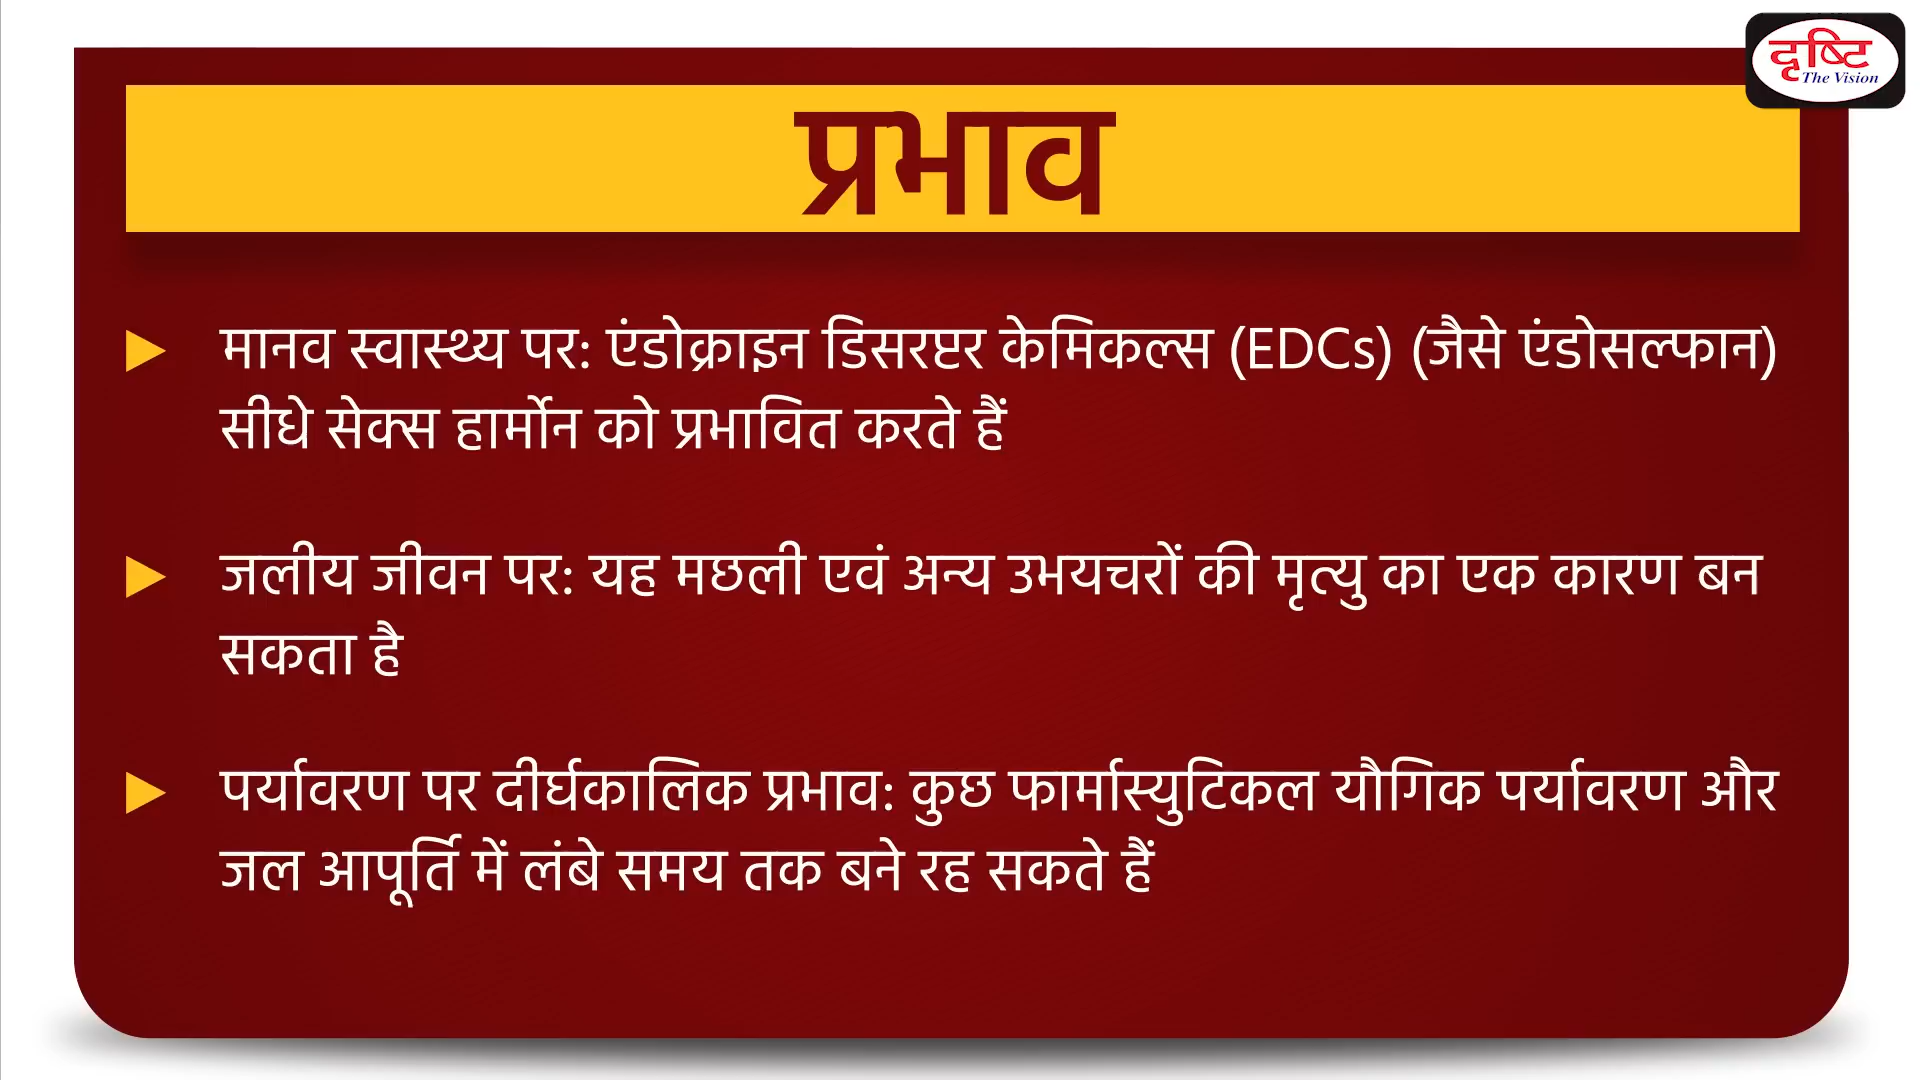 दृष्टि
The Vision
प्रभाव
मानव स्वास्थ्य पर: एंडोक्राइन डिसरप्टर केमिकल्स (EDCs) (जैसे एंडोसल्फान)
सीधे सेक्स हार्मोन को प्रभावित करते हैं
जलीय जीवन पर: यह मछली एवं अन्य उभयचरों की मृत्यु का एक कारण बन
सकता है
पर्यावरण पर दीर्घकालिक प्रभाव: कुछ फार्मास्युटिकल यौगिक पर्यावरण और
जल आपूर्ति में लंबे समय तक बने रह सकते हैं